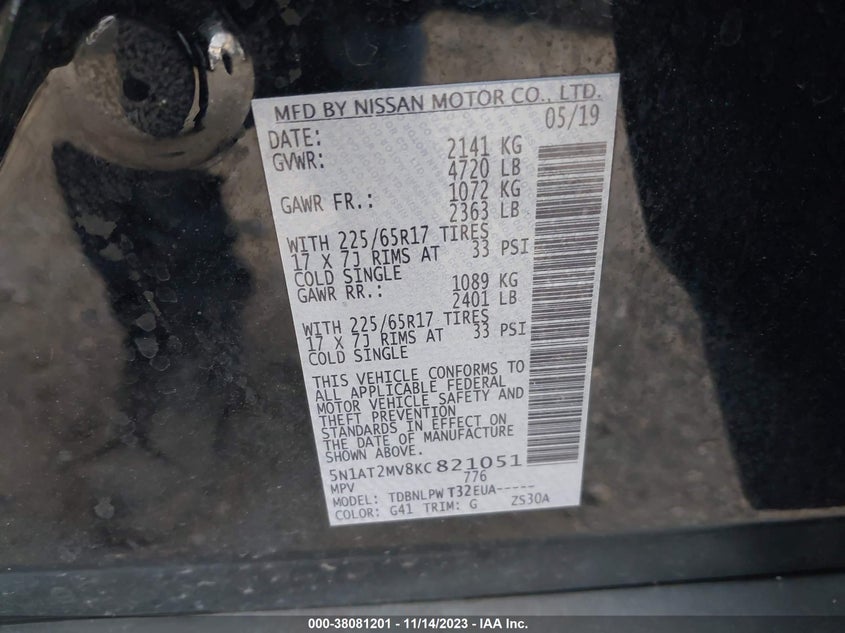 MFD BY NISSAN MOTOR CO., LTD.
DATE: 05/19
GVWR: 2141 KG
4720 LB
GAWR FR.: 1072 KG
2363 LB
WITH 225/65R17 TIRES
17 X 7J RIMS AT 33 PSI
COLD SINGLE
GAWR RR.: 1089 KG
2401 LB
WITH 225/65R17 TIRES
17 X 7J RIMS AT 33 PSI
COLD SINGLE
THIS VEHICLE CONFORMS TO
ALL APPLICABLE FEDERAL
MOTOR VEHICLE SAFETY AND
THEFT PREVENTION
STANDARDS IN EFFECT ON
THE DATE OF MANUFACTURE
SHOWN ABOVE.
5N1AT2MV8KC821051
MPV 776
MODEL: TDBNLPW T32EUA-----
COLOR: G41 TRIM: G ZS30A
000-38081201 - 11/14/2023 - IAA Inc.